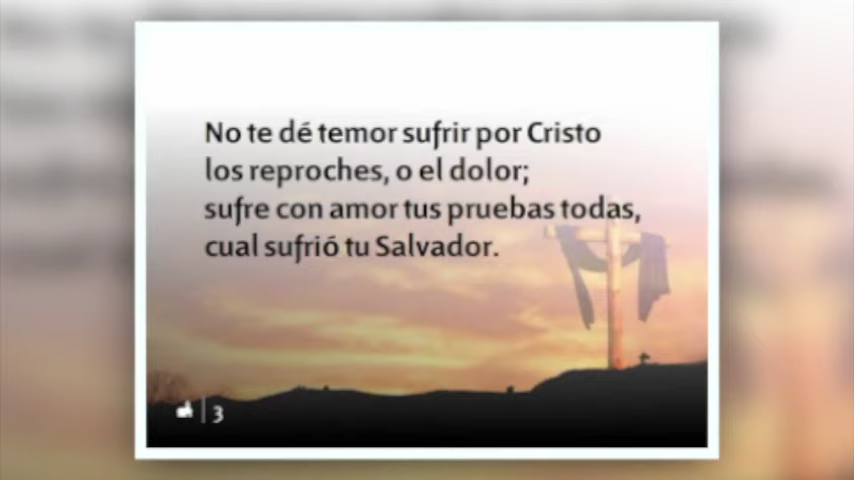 No te dé temor sufrir por Cristo
los reproches, o el dolor;
sufre con amor tus pruebas todas,
cual sufrió tu Salvador.
3